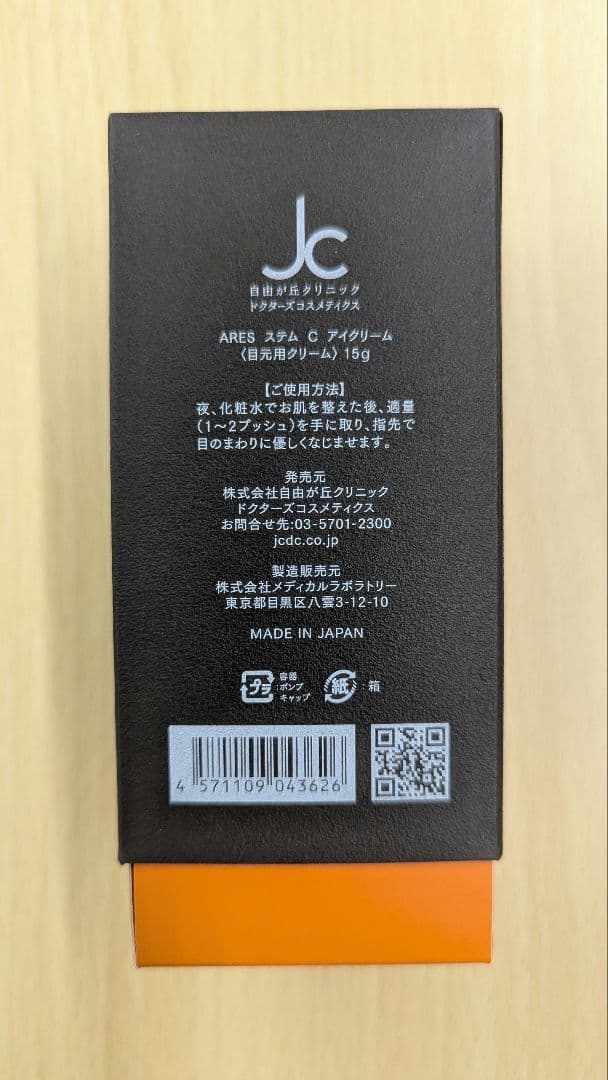 Jc
自由が丘クリニック
ドクターズコスメティクス
ARES ステム C アイクリーム
〈目元用クリーム〉15g
【ご使用方法】
夜、化粧水でお肌を整えた後、適量
（1〜2プッシュ）を手に取り、指先で
目のまわりに優しくなじませます。
発売元
株式会社自由が丘クリニック
ドクターズコスメティクス
お問合せ先:03-5701-2300
jcdc.co.jp
製造販売元
株式会社メディカルラボラトリー
東京都目黒区八雲3-12-10
MADE IN JAPAN
プラ 容器 :ポンプ キャップ 紙 :箱
4 571109 043626